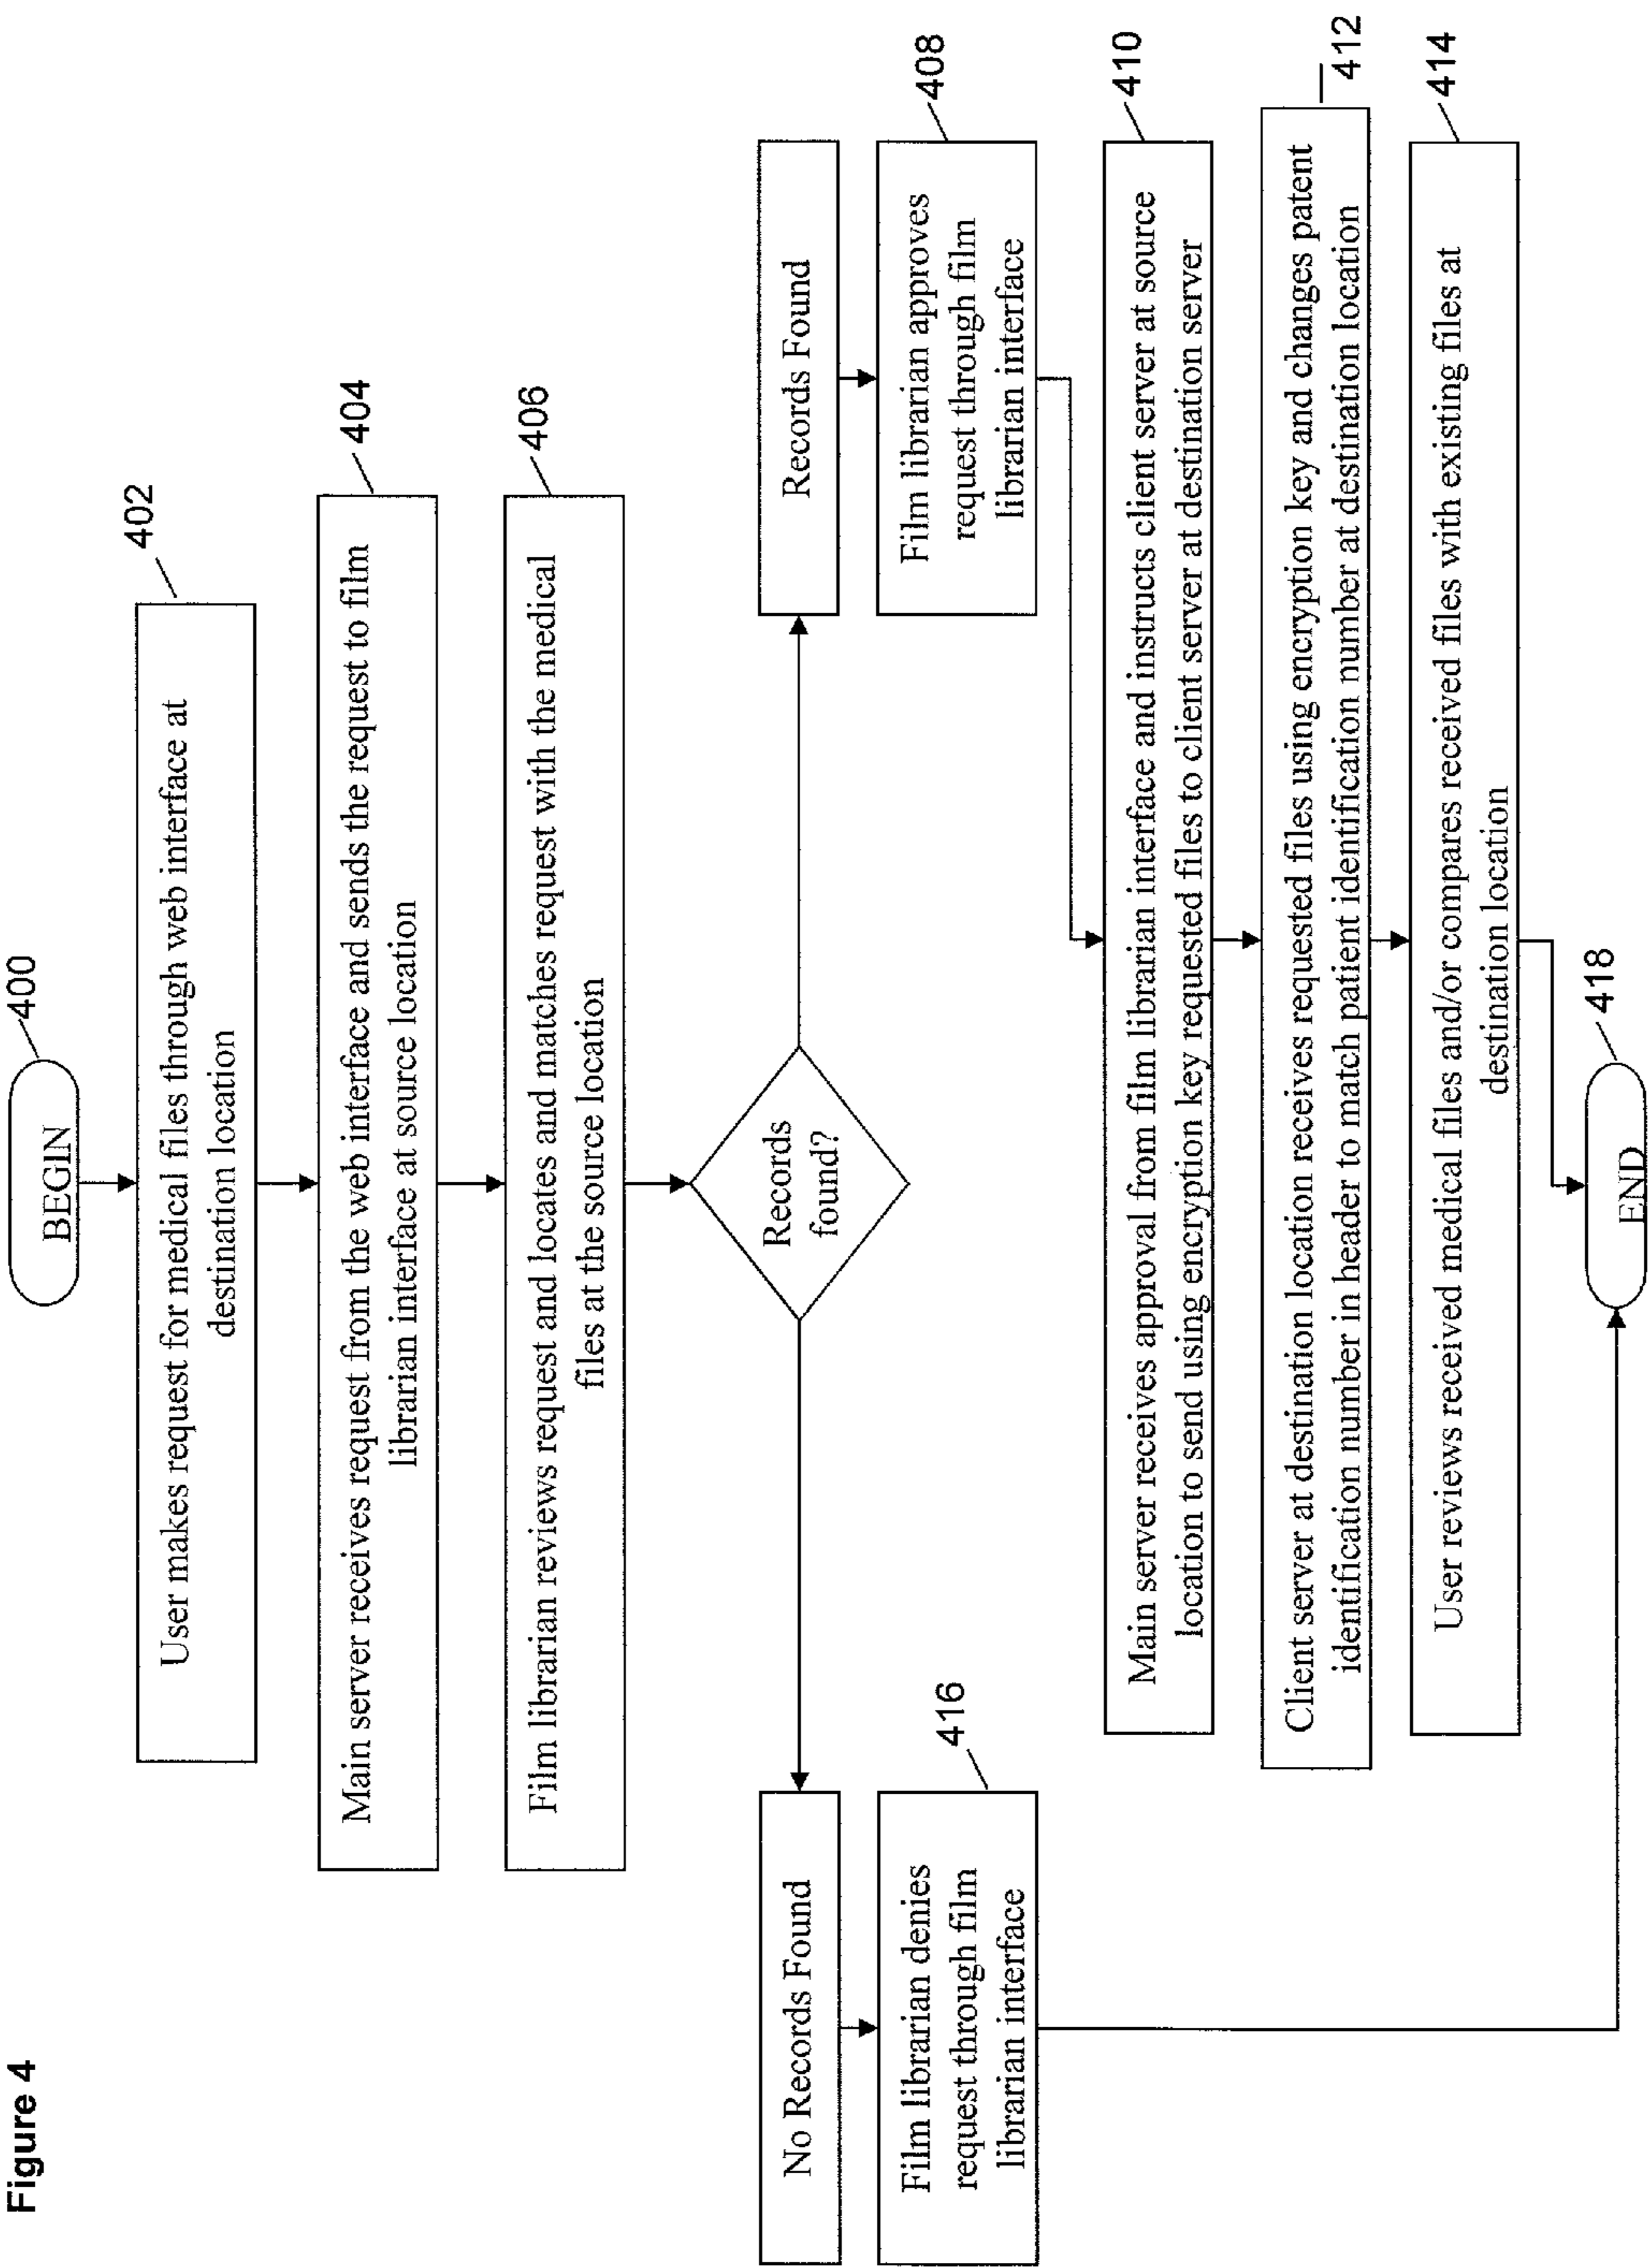 Figure 4
400
BEGIN
402
User makes request for medical files through web interface at
destination location
404
Main server receives request from the web interface and sends the request to film
librarian interface at source location
406
Film librarian reviews request and locates and matches request with the medical
files at the source location
Records
found?
No Records Found
Records Found
416
Film librarian denies
request through film
librarian interface
408
Film librarian approves
request through film
librarian interface
410
Main server receives approval from film librarian interface and instructs client server at source
location to send using encryption key requested files to client server at destination server
412
Client server at destination location receives requested files using encryption key and changes patent
identification number in header to match patient identification number at destination location
414
User reviews received medical files and/or compares received files with existing files at
destination location
418
END